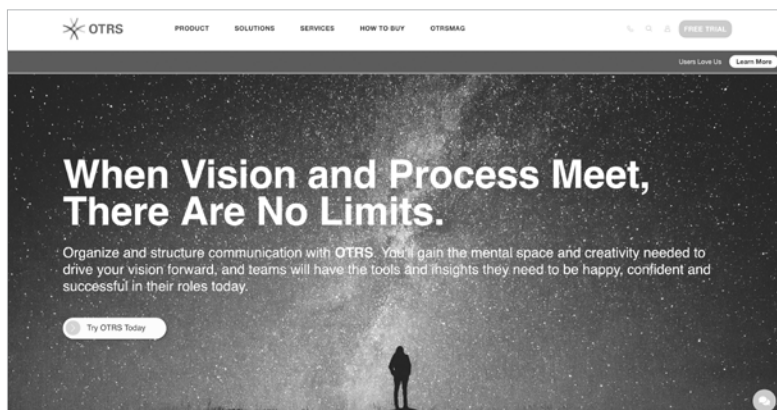 OTRS
PRODUCT
SOLUTIONS
SERVICES
HOW TO BUY
OTRSMAG
FREE TRIAL
Users Love Us
Learn More
When Vision and Process Meet,
There Are No Limits.
Organize and structure communication with OTRS. You'll gain the mental space and creativity needed to
drive your vision forward, and teams will have the tools and insights they need to be happy, confident and
successful in their roles today.
Try OTRS Today